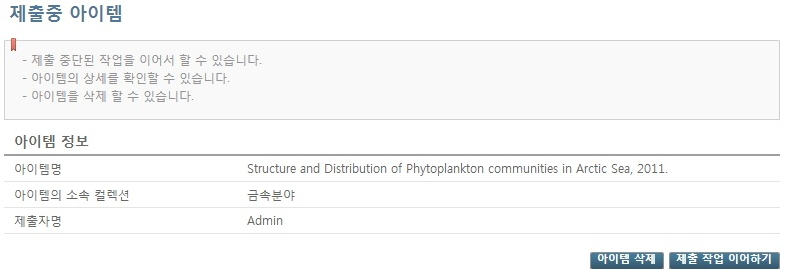 제출중 아이템
- 제출 중단된 작업을 이어서 할 수 있습니다.
- 아이템의 상세를 확인할 수 있습니다.
- 아이템을 삭제 할 수 있습니다.
아이템 정보
아이템명 Structure and Distribution of Phytoplankton communities in Arctic Sea, 2011.
아이템의 소속 컬렉션 금속분야
제출자명 Admin
아이템 삭제 제출 작업 이어하기